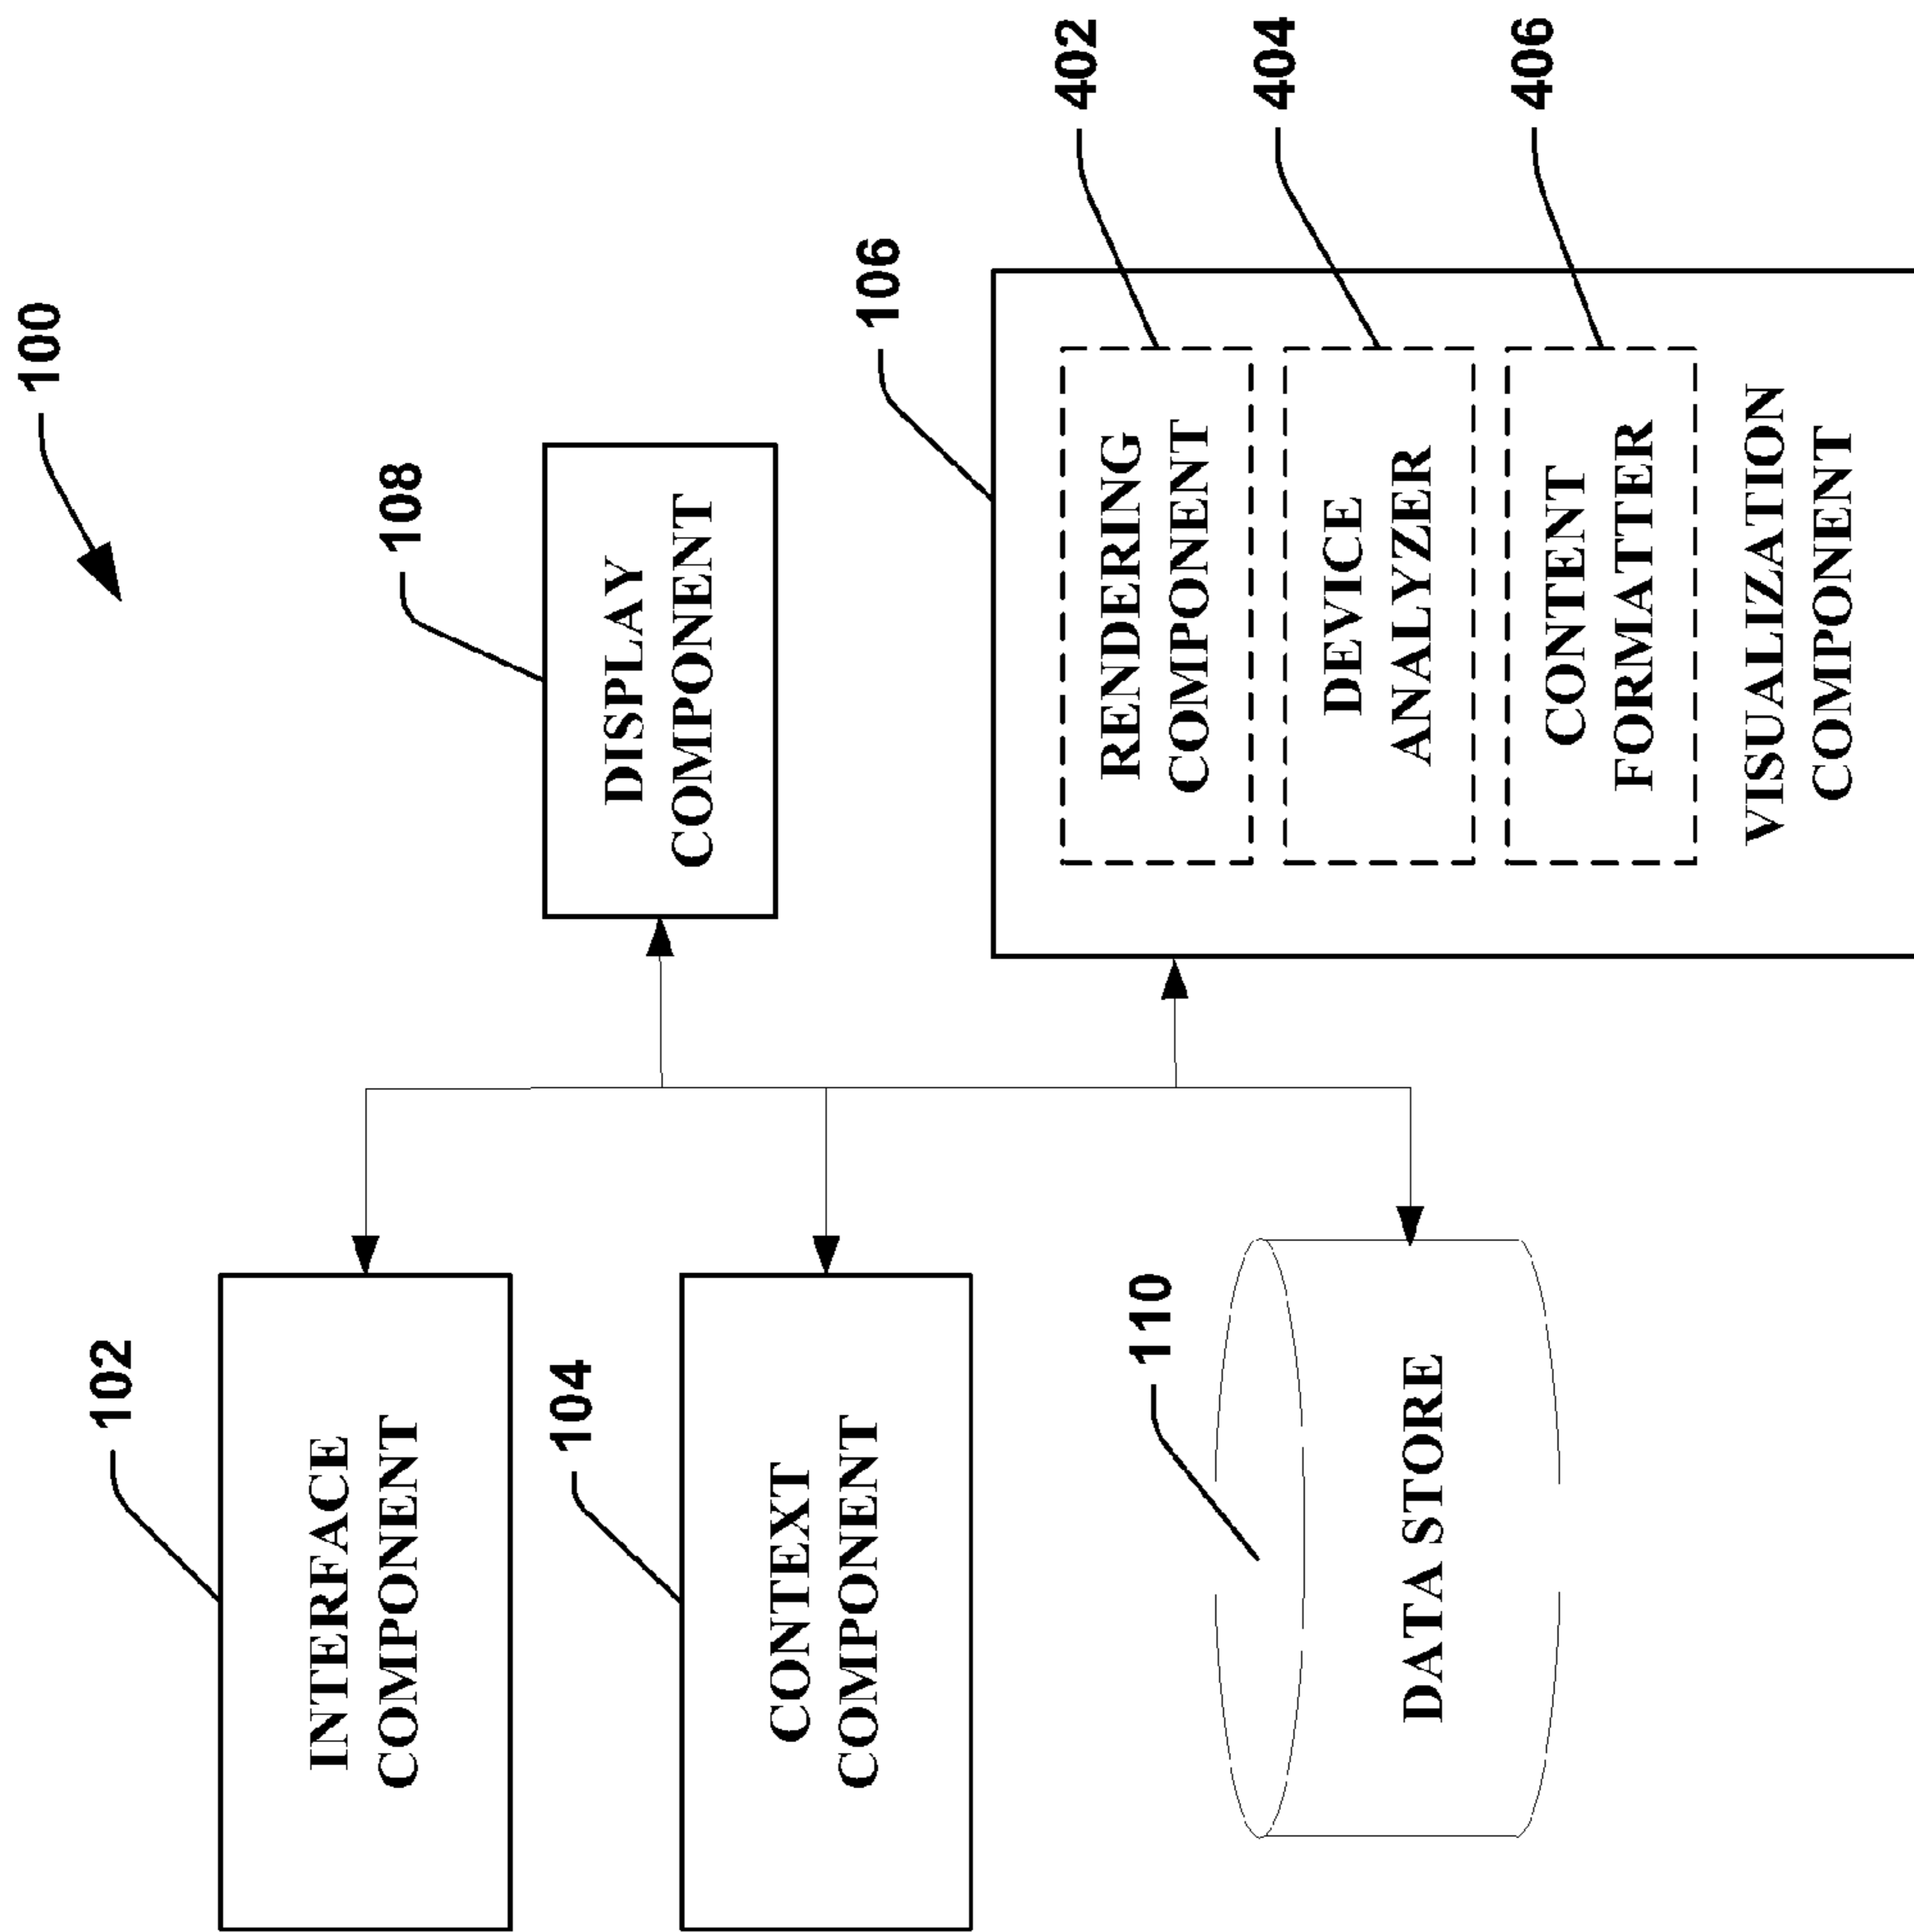 100
102
INTERFACE
COMPONENT
108
DISPLAY
COMPONENT
104
CONTEXT
COMPONENT
106
RENDERING
COMPONENT
402
DEVICE
ANALYZER
404
CONTENT
FORMATTER
406
VISUALIZATION
COMPONENT
110
DATA STORE